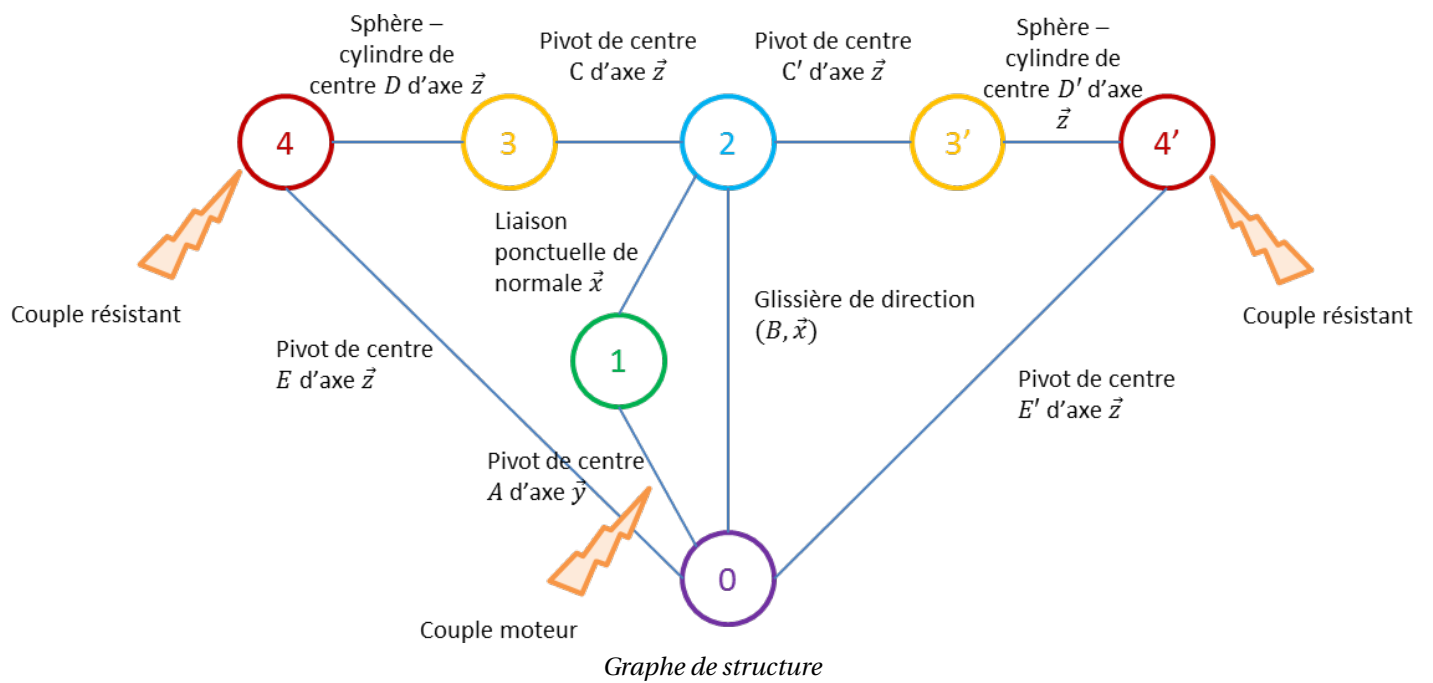 Sphère –
cylindre de
centre D d'axe z⃗
Pivot de centre
C d'axe z⃗
Pivot de centre
C′ d'axe z⃗
Sphère –
cylindre de
centre D′ d'axe
z⃗
4
3
2
3'
4'
Liaison
ponctuelle de
normale x⃗
Glissière de direction
(B, x⃗)
Couple résistant
Couple résistant
Pivot de centre
E d'axe z⃗
1
Pivot de centre
E′ d'axe z⃗
Pivot de centre
A d'axe y⃗
0
Couple moteur
Graphe de structure